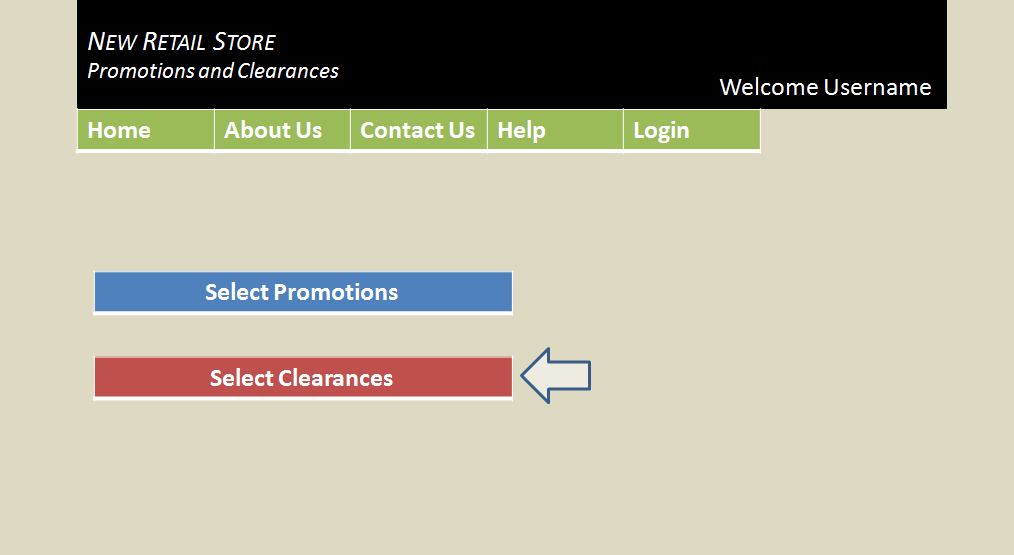 NEW RETAIL STORE
Promotions and Clearances
Welcome Username
Home About Us Contact Us Help Login
Select Promotions
Select Clearances